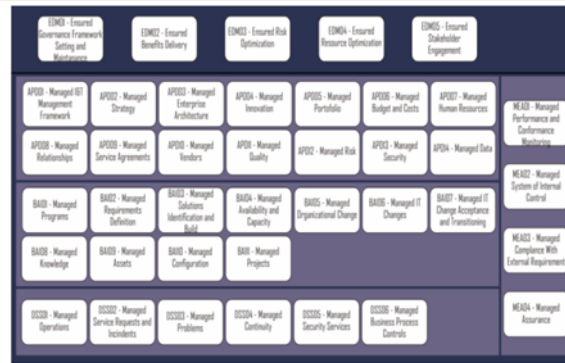 EDM01 - Ensured
Governance Framework
Setting and
Maintanance
EDM02 - Ensured
Benefits Delivery
EDM03 - Ensured Risk
Optimization
EDM04 - Ensured
Resource Optimization
EDM05 - Ensured
Stakeholder
Engagement
APO01 - Managed I&T
Management
Framework
APO02 - Managed
Strategy
APO03 - Managed
Enterprise
Architecture
APO04 - Managed
Innovation
APO05 - Managed
Portofolio
APO06 - Managed
Budget and Costs
APO07 - Managed
Human Resources
APO08 - Managed
Relationships
APO09 - Managed
Service Agreements
APO10 - Managed
Vendors
APO11 - Managed
Quality
APO12 - Managed Risk
APO13 - Managed
Security
APO14 - Managed Data
BAI01 - Managed
Programs
BAI02 - Managed
Requirements
Definition
BAI03 - Managed
Solutions
Identification and
Build
BAI04 - Managed
Availability and
Capacity
BAI05 - Managed
Organizational Change
BAI06 - Managed IT
Changes
BAI07 - Managed IT
Change Acceptance
and Transitioning
BAI08 - Managed
Knowledge
BAI09 - Managed
Assets
BAI10 - Managed
Configuration
BAI11 - Managed
Projects
DSS01 - Managed
Operations
DSS02 - Managed
Service Requests and
Incindents
DSS03 - Managed
Problems
DSS04 - Managed
Continuity
DSS05 - Managed
Security Services
DSS06 - Managed
Business Process
Controls
MEA01 - Managed
Performance and
Conformance
Monitoring
MEA02 - Managed
System of Internal
Control
MEA03 - Managed
Compliance With
External Requirement
MEA04 - Managed
Assurance